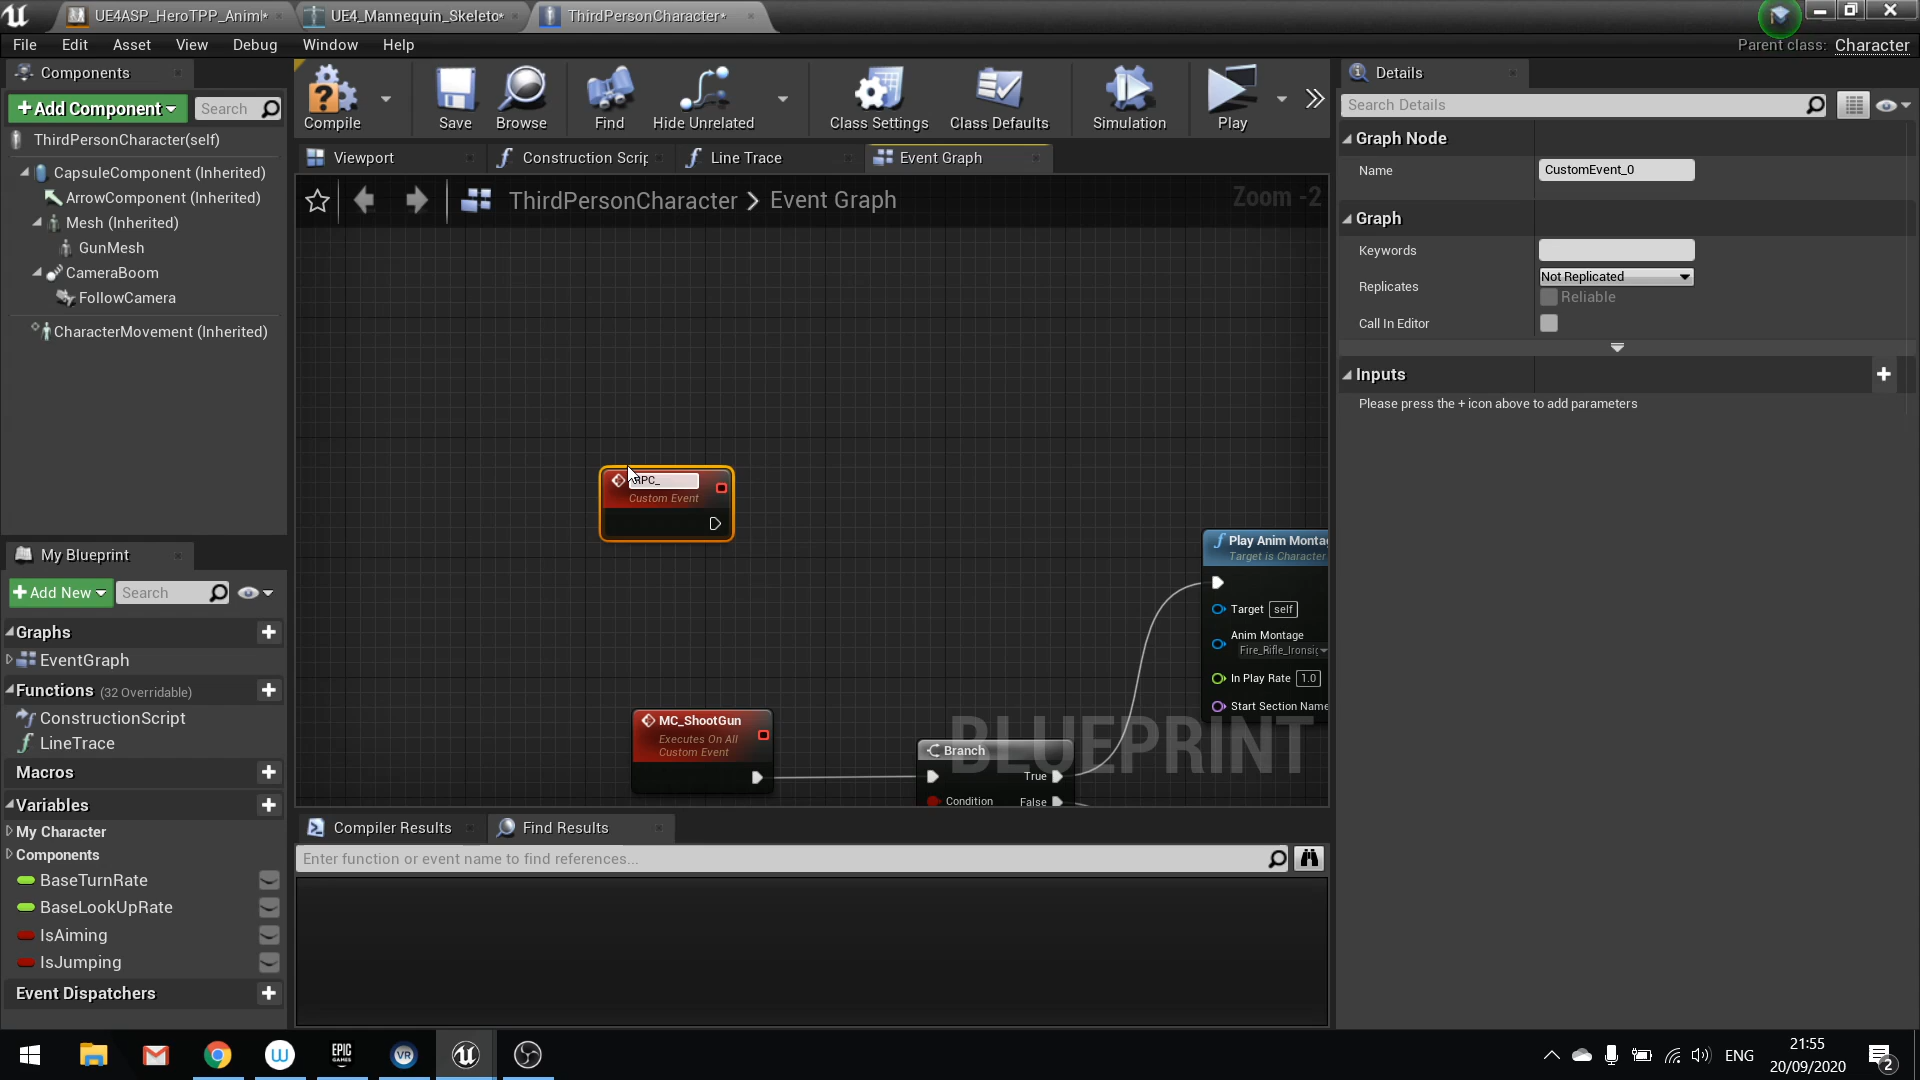 UE4ASP_HeroTPP_AnimI*
UE4_Mannequin_Skeleto*
ThirdPersonCharacter*
File Edit Asset View Debug Window Help
Parent class: Character
Components
+Add Component
Search
ThirdPersonCharacter(self)
CapsuleComponent (Inherited)
ArrowComponent (Inherited)
Mesh (Inherited)
GunMesh
CameraBoom
FollowCamera
CharacterMovement (Inherited)
My Blueprint
+Add New
Search
Graphs
EventGraph
Functions (32 Overridable)
ConstructionScript
LineTrace
Macros
Variables
My Character
Components
BaseTurnRate
BaseLookUpRate
IsAiming
IsJumping
Event Dispatchers
Compile
Save
Browse
Find
Hide Unrelated
Class Settings
Class Defaults
Simulation
Play
Viewport
Construction Scrip
Line Trace
Event Graph
ThirdPersonCharacter > Event Graph
Zoom -2
RPC_
Custom Event
MC_ShootGun
Executes On All
Custom Event
Branch
True
Condition
False
Play Anim Montag
Target is Character
Target self
Anim Montage
Fire_Rifle_Ironsig
In Play Rate 1.0
Start Section Name
BLUEPRINT
Compiler Results
Find Results
Enter function or event name to find references...
Details
Search Details
Graph Node
Name CustomEvent_0
Graph
Keywords
Replicates Not Replicated
Reliable
Call In Editor
Inputs
Please press the + icon above to add parameters
W
EPIC
GAMES
VR
ENG
21:55
20/09/2020
2